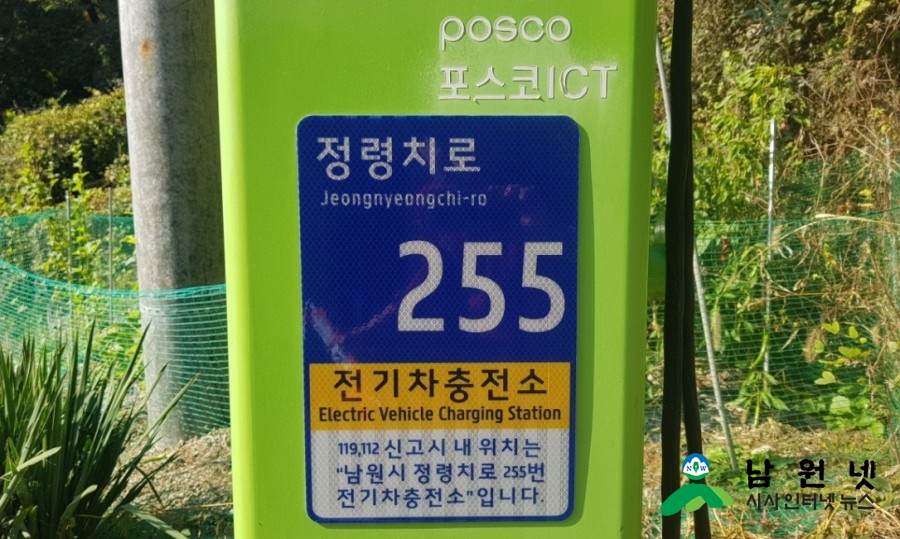 posco
포스코ICT
정령치로
Jeongnyeongchi-ro
255
전기차충전소
Electric Vehicle Charging Station
119,112 신고시 내 위치는
"남원시 정령치로 255번
전기차충전소"입니다.
NOW
남원넷
시사인터넷뉴스